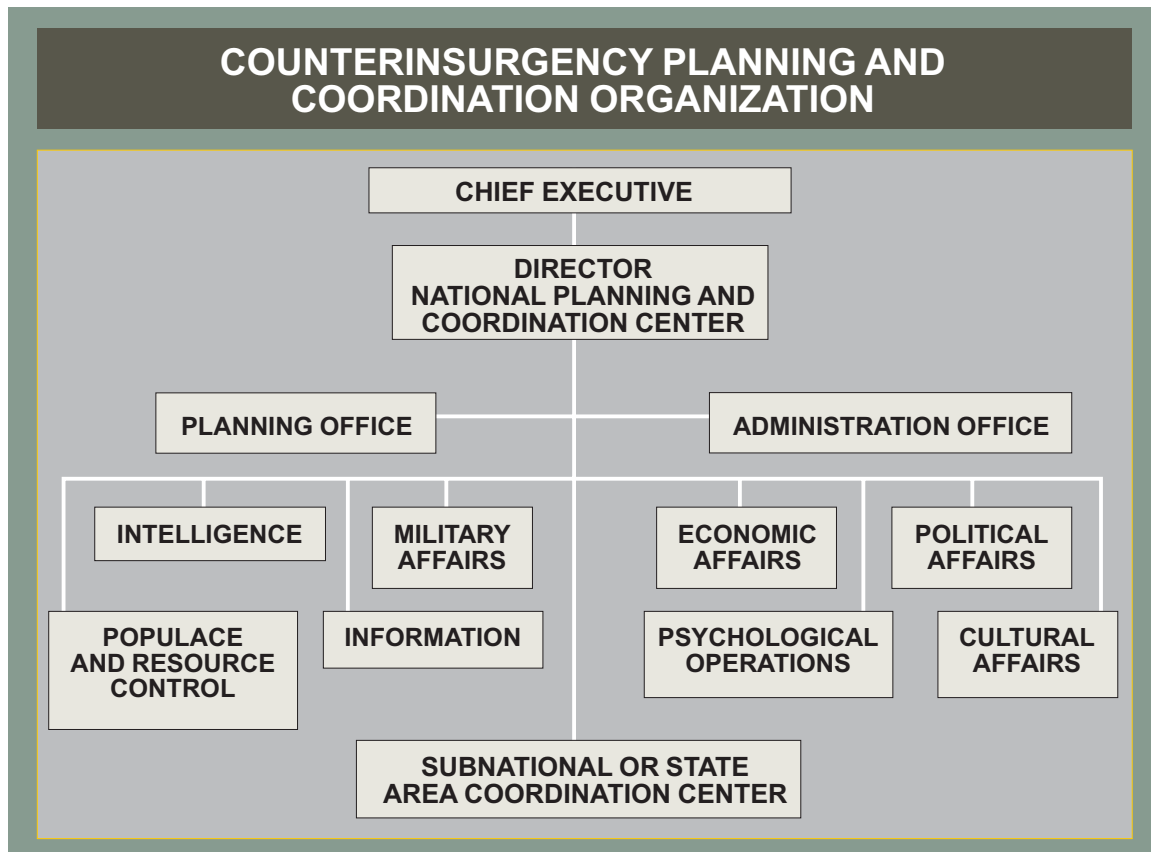 COUNTERINSURGENCY PLANNING AND
COORDINATION ORGANIZATION
CHIEF EXECUTIVE
DIRECTOR
NATIONAL PLANNING AND
COORDINATION CENTER
PLANNING OFFICE
ADMINISTRATION OFFICE
INTELLIGENCE
MILITARY
AFFAIRS
ECONOMIC
AFFAIRS
POLITICAL
AFFAIRS
POPULACE
AND RESOURCE
CONTROL
INFORMATION
PSYCHOLOGICAL
OPERATIONS
CULTURAL
AFFAIRS
SUBNATIONAL OR STATE
AREA COORDINATION CENTER